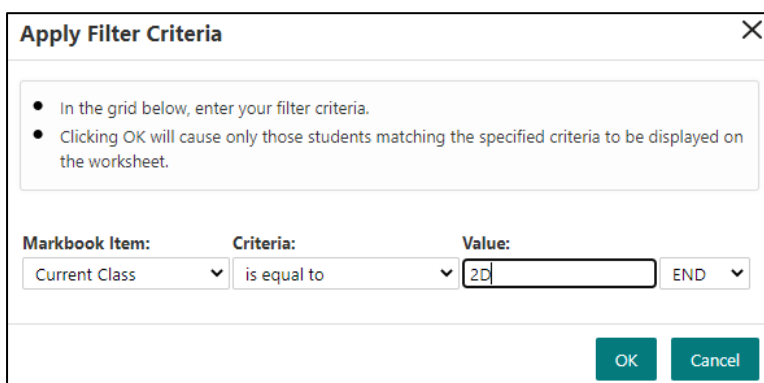 Apply Filter Criteria
In the grid below, enter your filter criteria.
Clicking OK will cause only those students matching the specified criteria to be displayed on
the worksheet.
Markbook Item: Criteria: Value:
Current Class is equal to 2D END
OK Cancel